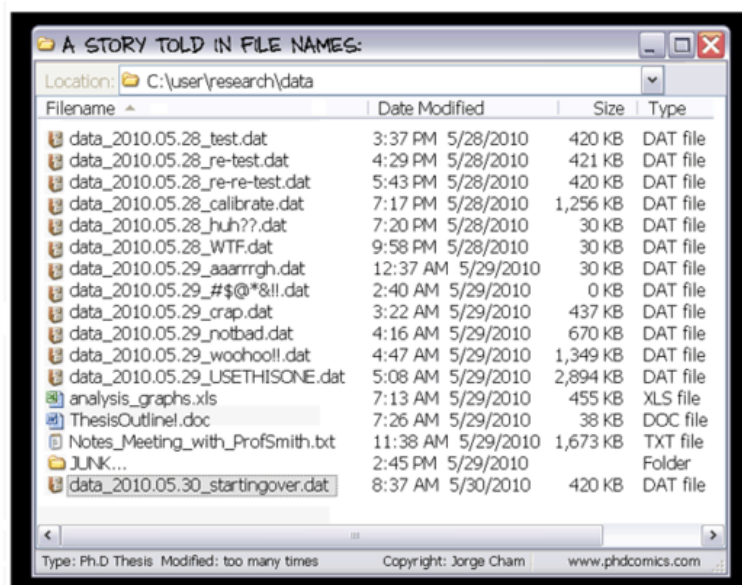 A STORY TOLD IN FILE NAMES:
Location: C:\user\research\data
Filename Date Modified Size Type
data_2010.05.28_test.dat 3:37 PM 5/28/2010 420 KB DAT file
data_2010.05.28_re-test.dat 4:29 PM 5/28/2010 421 KB DAT file
data_2010.05.28_re-re-test.dat 5:43 PM 5/28/2010 420 KB DAT file
data_2010.05.28_calibrate.dat 7:17 PM 5/28/2010 1,256 KB DAT file
data_2010.05.28_huh??.dat 7:20 PM 5/28/2010 30 KB DAT file
data_2010.05.28_WTF.dat 9:58 PM 5/28/2010 30 KB DAT file
data_2010.05.29_aaarrrgh.dat 12:37 AM 5/29/2010 30 KB DAT file
data_2010.05.29_#$@*&!!.dat 2:40 AM 5/29/2010 0 KB DAT file
data_2010.05.29_crap.dat 3:22 AM 5/29/2010 437 KB DAT file
data_2010.05.29_notbad.dat 4:16 AM 5/29/2010 670 KB DAT file
data_2010.05.29_woohoo!!.dat 4:47 AM 5/29/2010 1,349 KB DAT file
data_2010.05.29_USETHISONE.dat 5:08 AM 5/29/2010 2,894 KB DAT file
analysis_graphs.xls 7:13 AM 5/29/2010 455 KB XLS file
ThesisOutline!.doc 7:26 AM 5/29/2010 38 KB DOC file
Notes_Meeting_with_ProfSmith.txt 11:38 AM 5/29/2010 1,673 KB TXT file
JUNK... 2:45 PM 5/29/2010 Folder
data_2010.05.30_startingover.dat 8:37 AM 5/30/2010 420 KB DAT file
Type: Ph.D Thesis Modified: too many times Copyright: Jorge Cham www.phdcomics.com